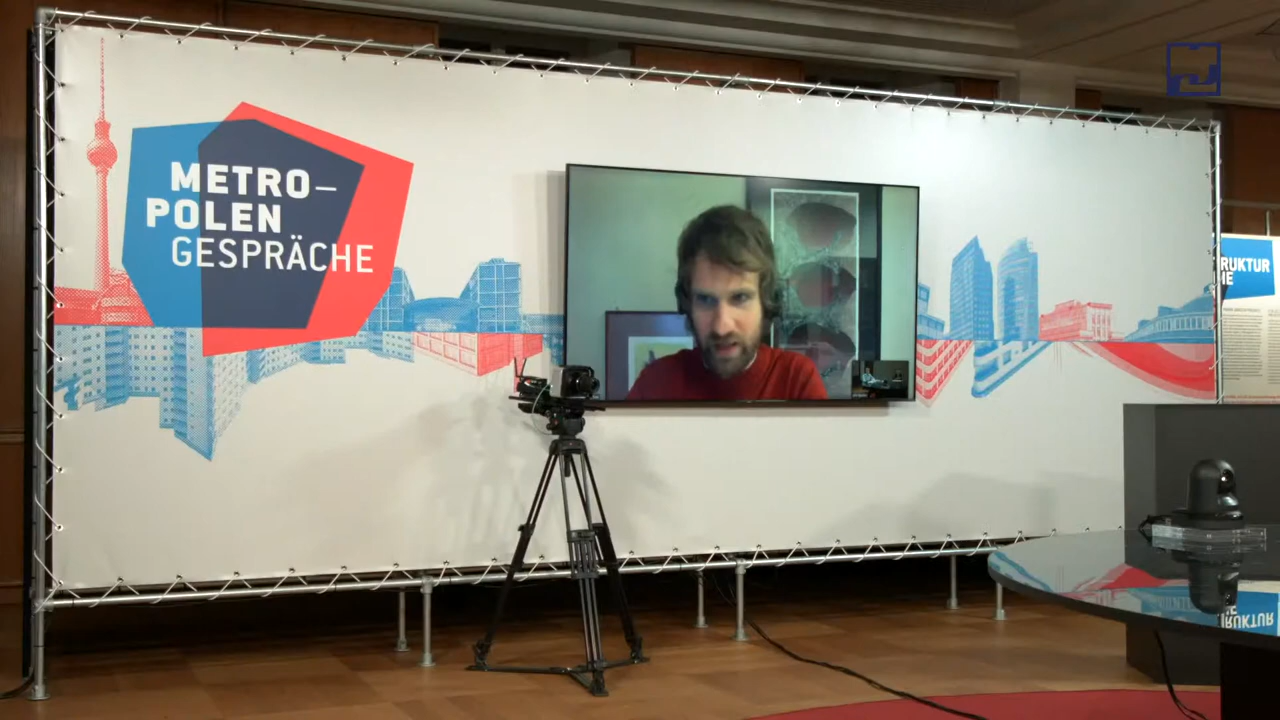 METRO–
POLEN
GESPRÄCHE
RUKTUR
HE